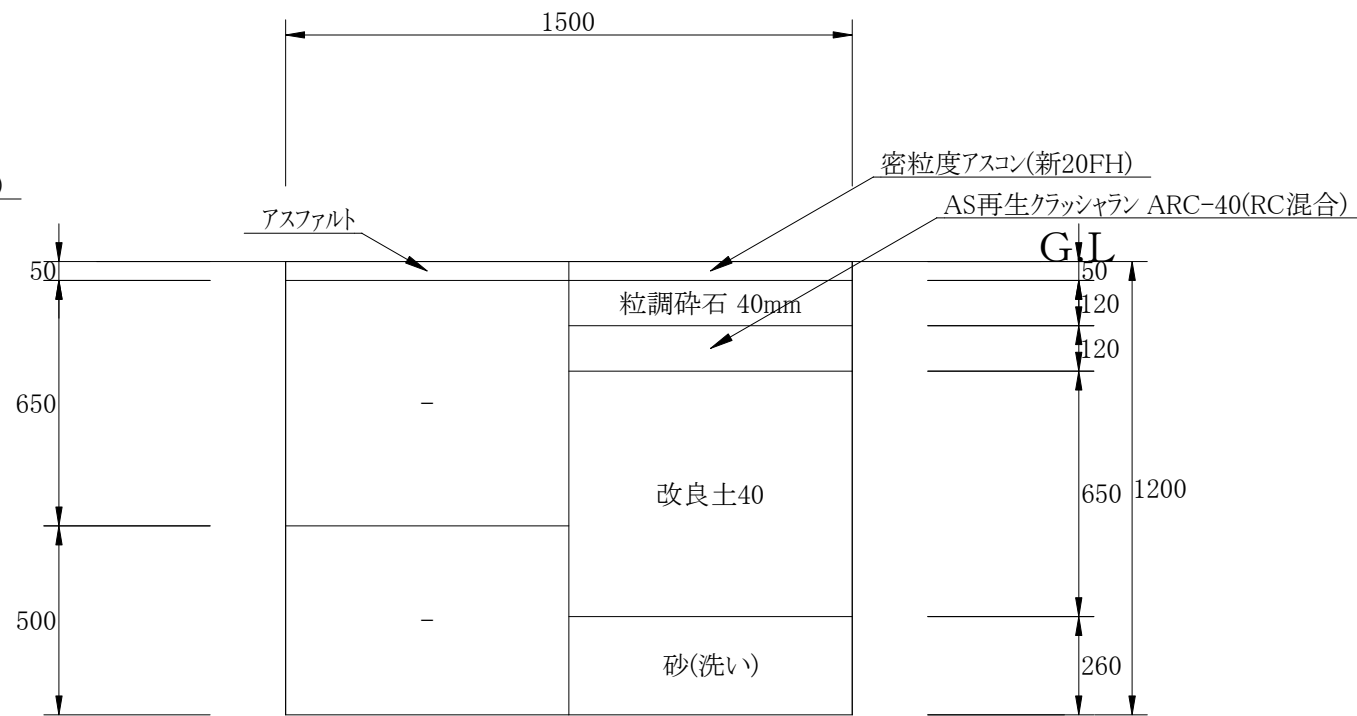 1500
密粒度アスコン(新20FH)
)
AS再生クラッシャラン ARC-40(RC混合)
アスファルト
G.L
50
50
粒調砕石 40mm
120
120
650
-
改良土40
650
1200
500
-
砂(洗い)
260